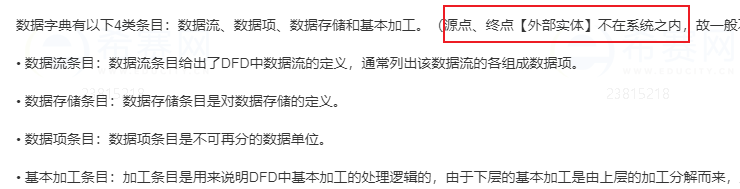 数据字典有以下4类条目：数据流、数据项、数据存储和基本加工。（源点、终点【外部实体】不在系统之内，故一般
• 数据流条目：数据流条目给出了DFD中数据流的定义，通常列出该数据流的各组成数据项。
• 数据存储条目：数据存储条目是对数据存储的定义。
• 数据项条目：数据项条目是不可再分的数据单位。
• 基本加工条目：加工条目是用来说明DFD中基本加工的处理逻辑的，由于下层的基本加工是由上层的加工分解而来，
希赛网
23815218
希赛网
23815218